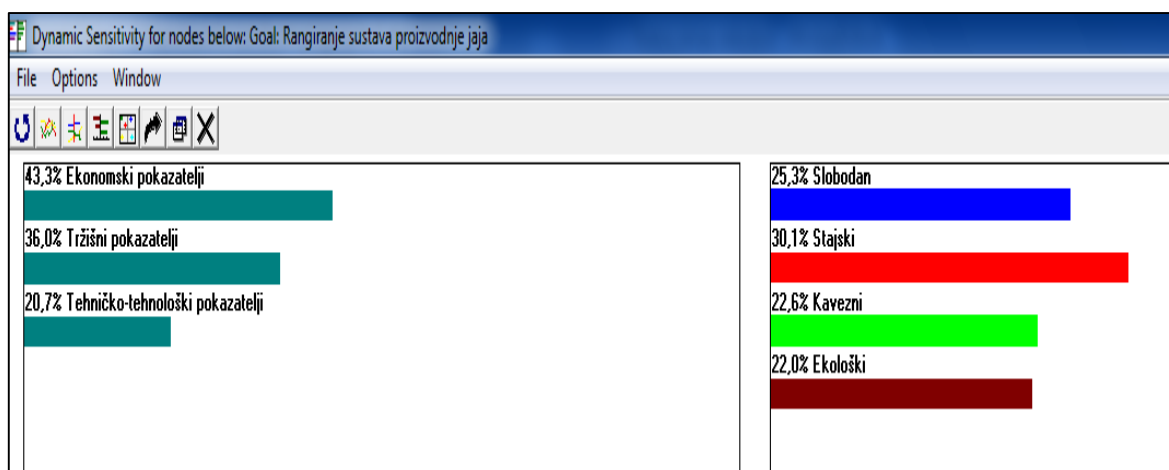 Dynamic Sensitivity for nodes below: Goal: Rangiranje sustava proizvodnje jaja
File Options Window
43,3% Ekonomski pokazatelji
36,0% Tržišni pokazatelji
20,7% Tehničko-tehnološki pokazatelji
25,3% Slobodan
30,1% Stajski
22,6% Kavezni
22,0% Ekološki